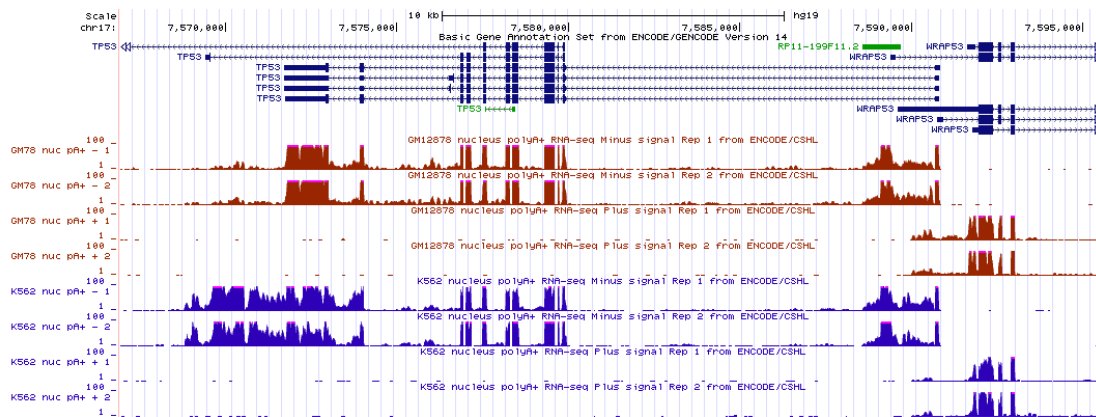 Scale 10 kb hg19
chr17: 7,570,000 7,575,000 7,580,000 7,585,000 7,590,000 7,595,000
Basic Gene Annotation Set from ENCODE/GENCODE Version 14
TP53 RP11-199F11.2 WRAP53
TP53 WRAP53
TP53
TP53
TP53
TP53
TP53 WRAP53
WRAP53
WRAP53
GM12878 nucleus polyA+ RNA-seq Minus signal Rep 1 from ENCODE/CSHL
100
GM78 nuc pA+ - 1
1
GM12878 nucleus polyA+ RNA-seq Minus signal Rep 2 from ENCODE/CSHL
100
GM78 nuc pA+ - 2
1
GM12878 nucleus polyA+ RNA-seq Plus signal Rep 1 from ENCODE/CSHL
100
GM78 nuc pA+ + 1
1
GM12878 nucleus polyA+ RNA-seq Plus signal Rep 2 from ENCODE/CSHL
100
GM78 nuc pA+ + 2
1
K562 nucleus polyA+ RNA-seq Minus signal Rep 1 from ENCODE/CSHL
100
K562 nuc pA+ - 1
1
K562 nucleus polyA+ RNA-seq Minus signal Rep 2 from ENCODE/CSHL
100
K562 nuc pA+ - 2
1
K562 nucleus polyA+ RNA-seq Plus signal Rep 1 from ENCODE/CSHL
100
K562 nuc pA+ + 1
1
K562 nucleus polyA+ RNA-seq Plus signal Rep 2 from ENCODE/CSHL
100
K562 nuc pA+ + 2
1